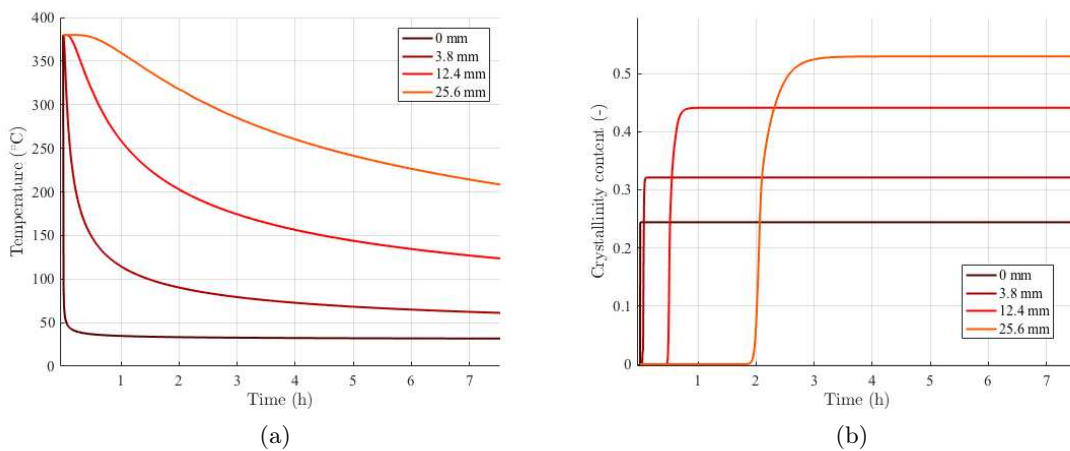 400
350
300
250
200
150
100
50
0
Temperature (°C)
1 2 3 4 5 6 7
Time (h)
0 mm
3.8 mm
12.4 mm
25.6 mm
(a)
0.5
0.4
0.3
0.2
0.1
0
Crystallinity content (-)
1 2 3 4 5 6 7
Time (h)
0 mm
3.8 mm
12.4 mm
25.6 mm
(b)